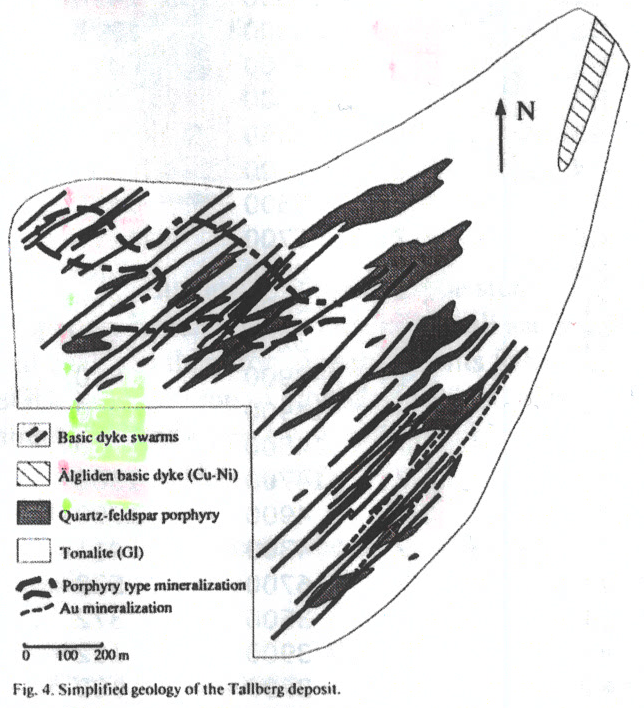 N
Basic dyke swarms
Älgliden basic dyke (Cu-Ni)
Quartz-feldspar porphyry
Tonalite (GI)
Porphyry type mineralization
Au mineralization
0 100 200 m
Fig. 4. Simplified geology of the Tallberg deposit.